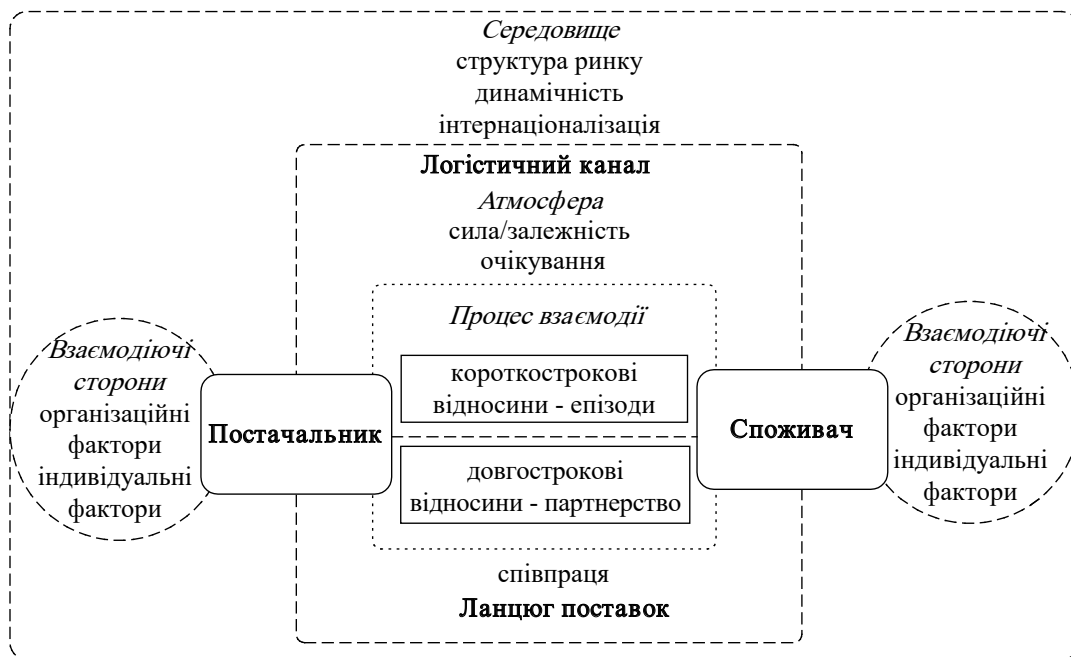 Середовище
структура ринку
динамічність
інтернаціоналізація
Логістичний канал
Атмосфера
сила/залежність
очікування
Процес взаємодії
Взаємодіючі
сторони
організаційні
фактори
індивідуальні
фактори
Постачальник
короткострокові
відносини - епізоди
довгострокові
відносини - партнерство
Споживач
Взаємодіючі
сторони
організаційні
фактори
індивідуальні
фактори
співпраця
Ланцюг поставок